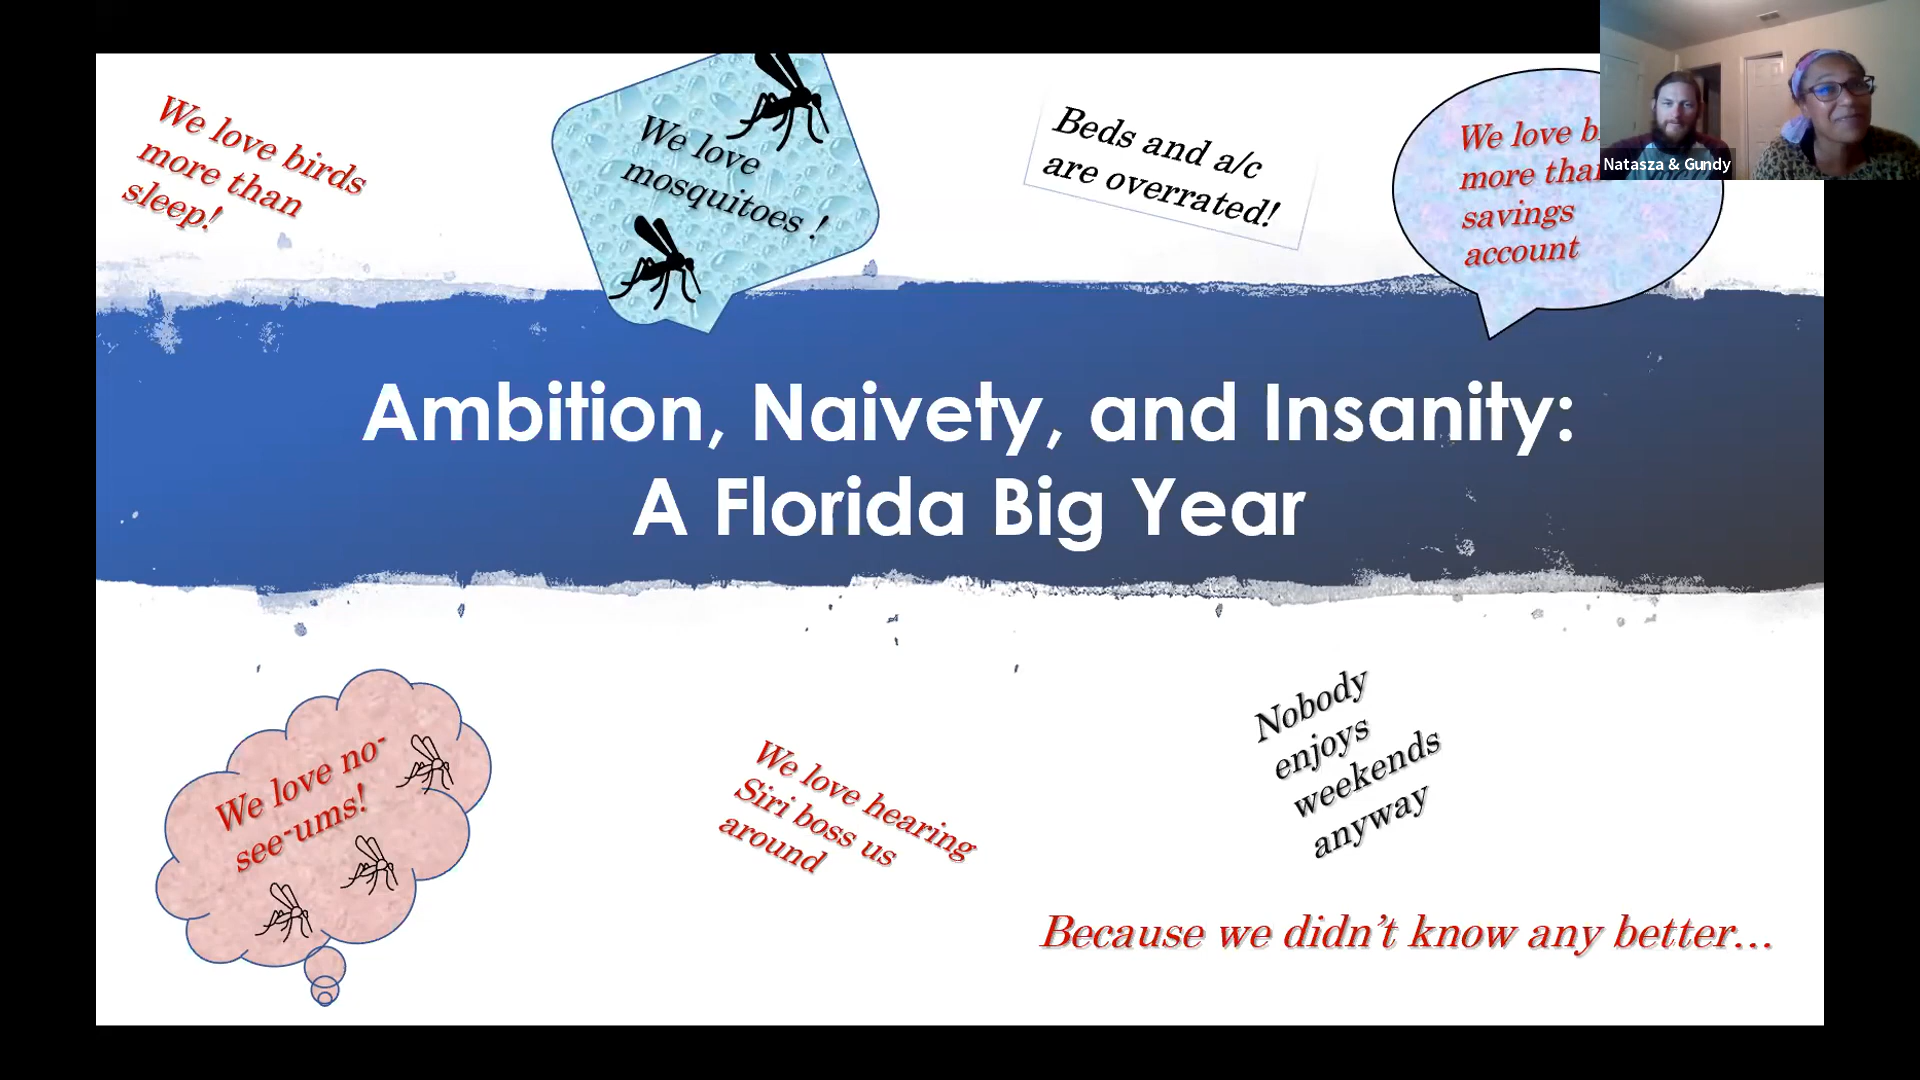 We love birds
more than
sleep!
We love
mosquitoes !
Beds and a/c
are overrated!
We love
more than
savings
account
Natasza & Gundy
Ambition, Naivety, and Insanity:
A Florida Big Year
We love no-
see-ums!
We love hearing
Siri boss us
around
Nobody
enjoys
weekends
anyway
Because we didn't know any better...